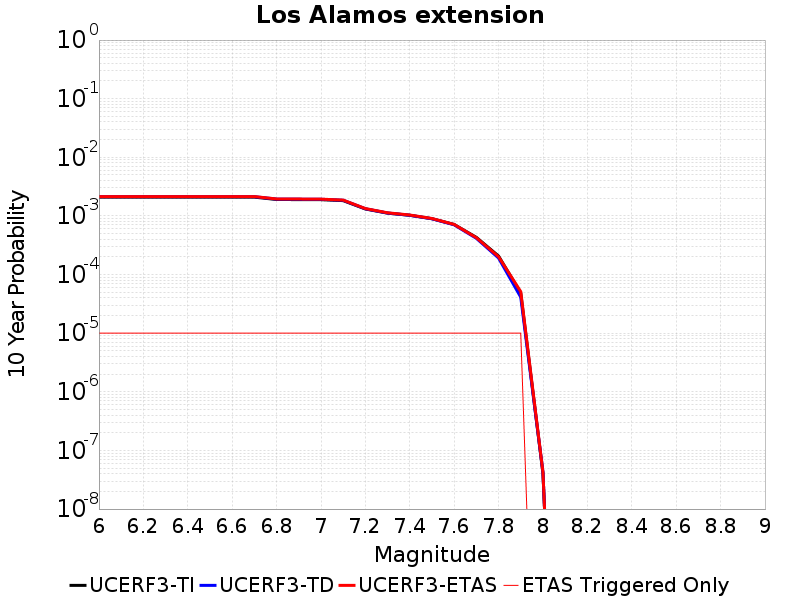 Los Alamos extension
10 Year Probability
10^0
10^-1
10^-2
10^-3
10^-4
10^-5
10^-6
10^-7
10^-8
6 6.2 6.4 6.6 6.8 7 7.2 7.4 7.6 7.8 8 8.2 8.4 8.6 8.8 9
Magnitude
UCERF3-TI UCERF3-TD UCERF3-ETAS ETAS Triggered Only